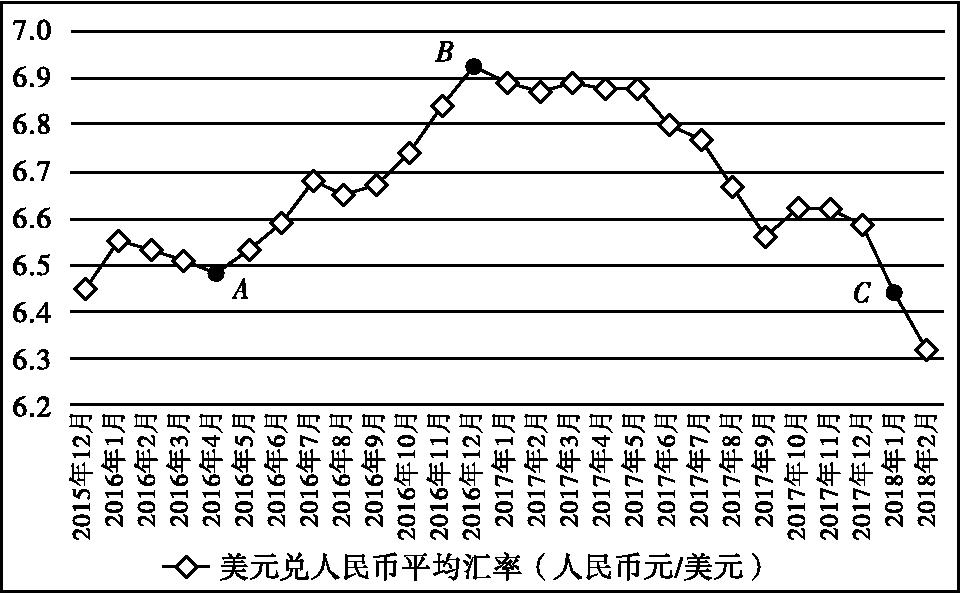 7.0
6.9
6.8
6.7
6.6
6.5
6.4
6.3
6.2
B
A
C
2015年12月
2016年1月
2016年2月
2016年3月
2016年4月
2016年5月
2016年6月
2016年7月
2016年8月
2016年9月
2016年10月
2016年11月
2016年12月
2017年1月
2017年2月
2017年3月
2017年4月
2017年5月
2017年6月
2017年7月
2017年8月
2017年9月
2017年10月
2017年11月
2017年12月
2018年1月
2018年2月
美元兑人民币平均汇率（人民币元/美元）